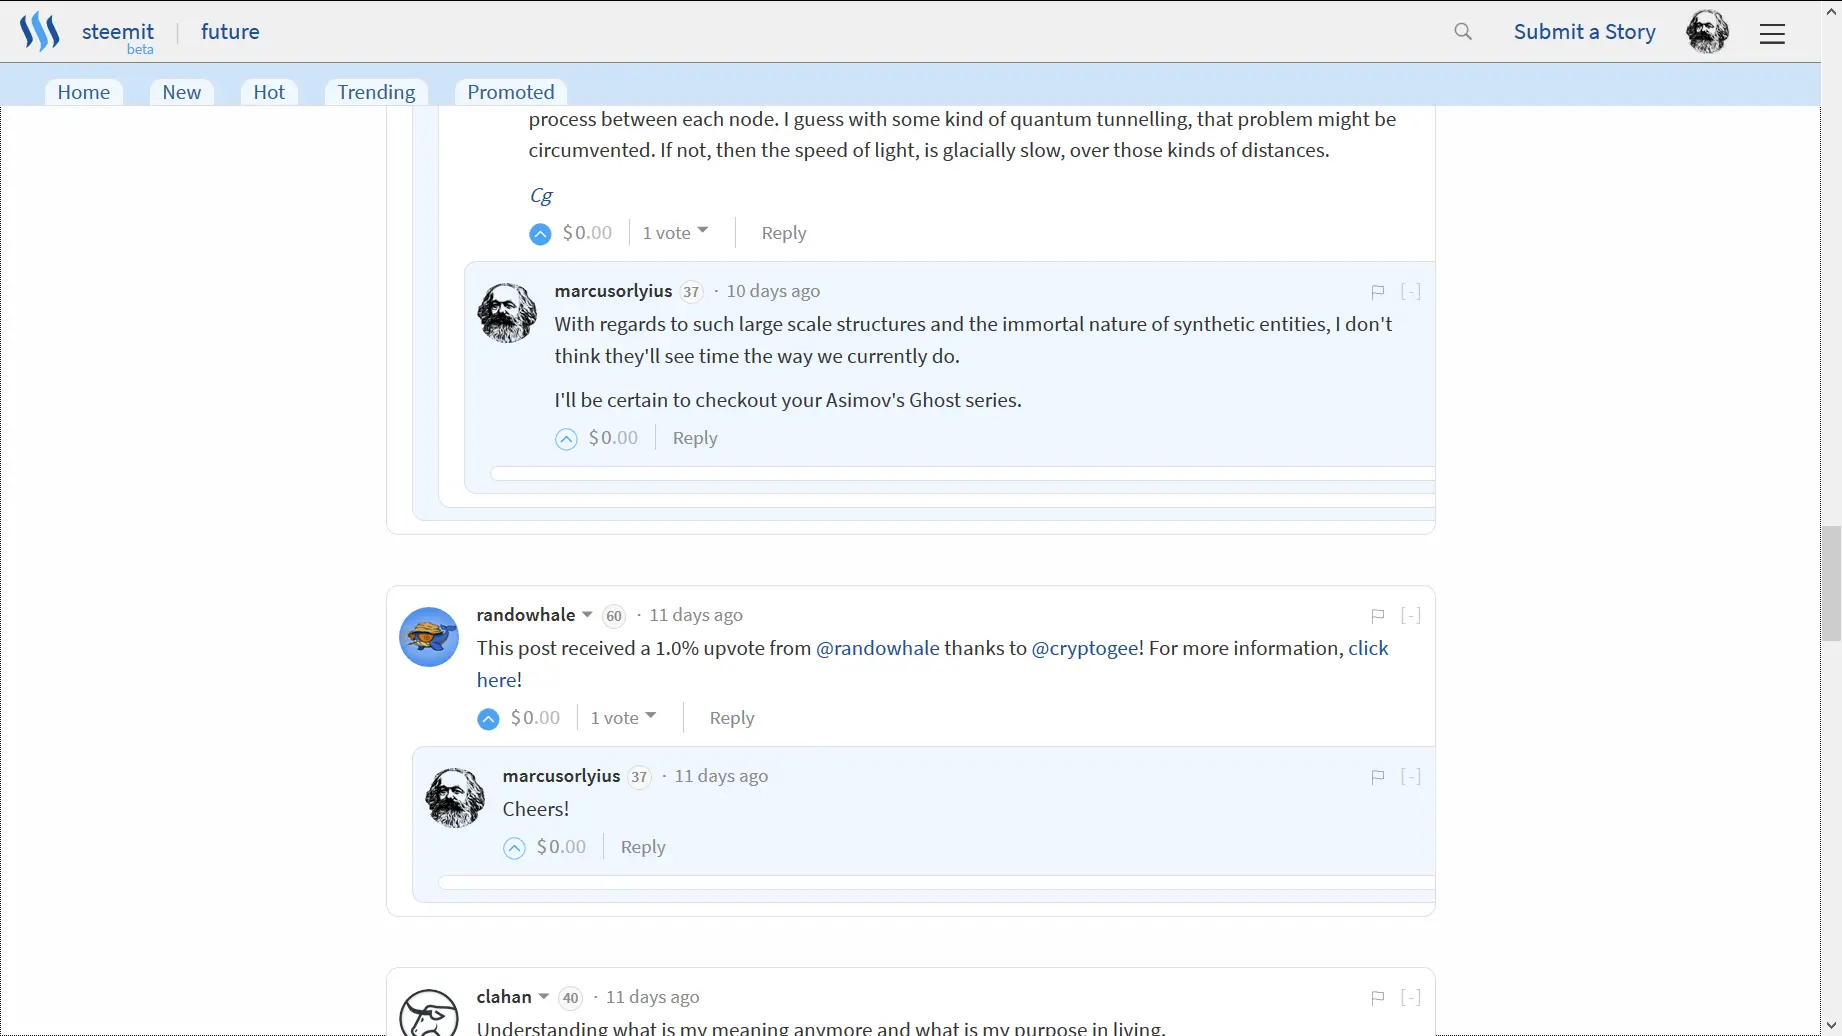 steemit
beta
future
Submit a Story
Home New Hot Trending Promoted
process between each node. I guess with some kind of quantum tunnelling, that problem might be
circumvented. If not, then the speed of light, is glacially slow, over those kinds of distances.
Cg
$0.00 1 vote Reply
marcusorlyius 37 · 10 days ago [-]
With regards to such large scale structures and the immortal nature of synthetic entities, I don't
think they'll see time the way we currently do.
I'll be certain to checkout your Asimov's Ghost series.
$0.00 Reply
randowhale 60 · 11 days ago [-]
This post received a 1.0% upvote from @randowhale thanks to @cryptogee! For more information, click
here!
$0.00 1 vote Reply
marcusorlyius 37 · 11 days ago [-]
Cheers!
$0.00 Reply
clahan 40 · 11 days ago [-]
Understanding what is my meaning anymore and what is my purpose in living.